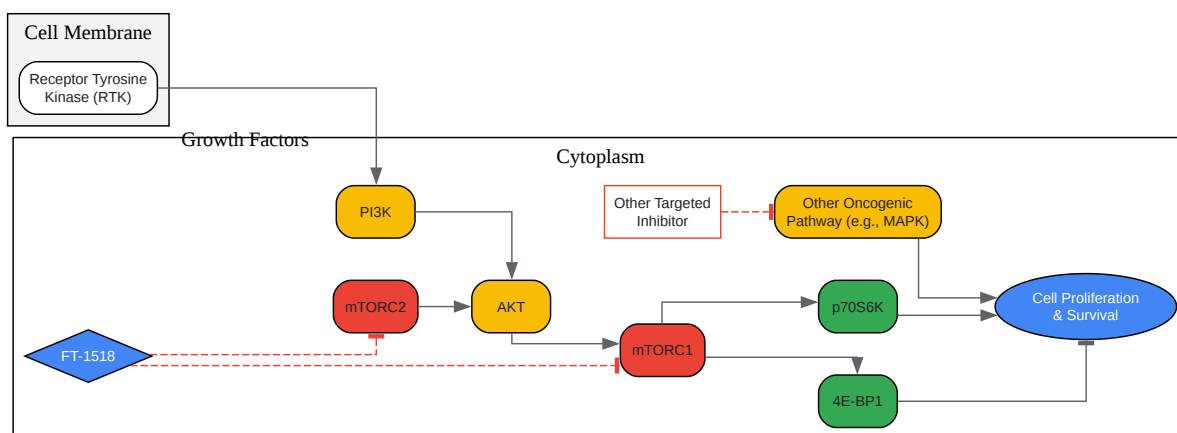 Cell Membrane
Receptor Tyrosine
Kinase (RTK)
Growth Factors
Cytoplasm
PI3K
Other Targeted
Inhibitor
Other Oncogenic
Pathway (e.g., MAPK)
mTORC2
AKT
p70S6K
Cell Proliferation
& Survival
FT-1518
mTORC1
4E-BP1